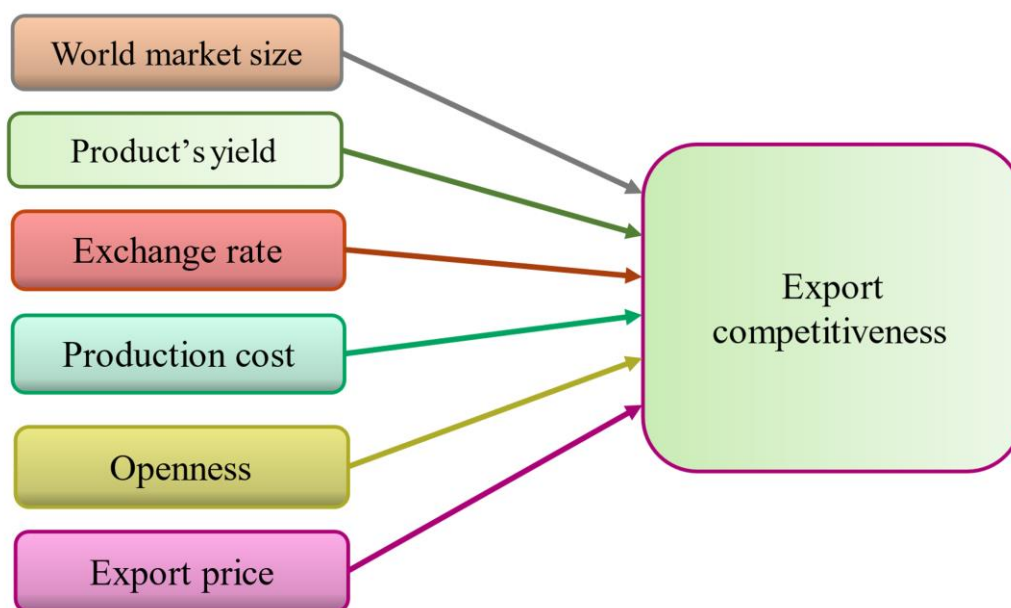 World market size
Product’s yield
Exchange rate
Production cost
Openness
Export price
Export
competitiveness